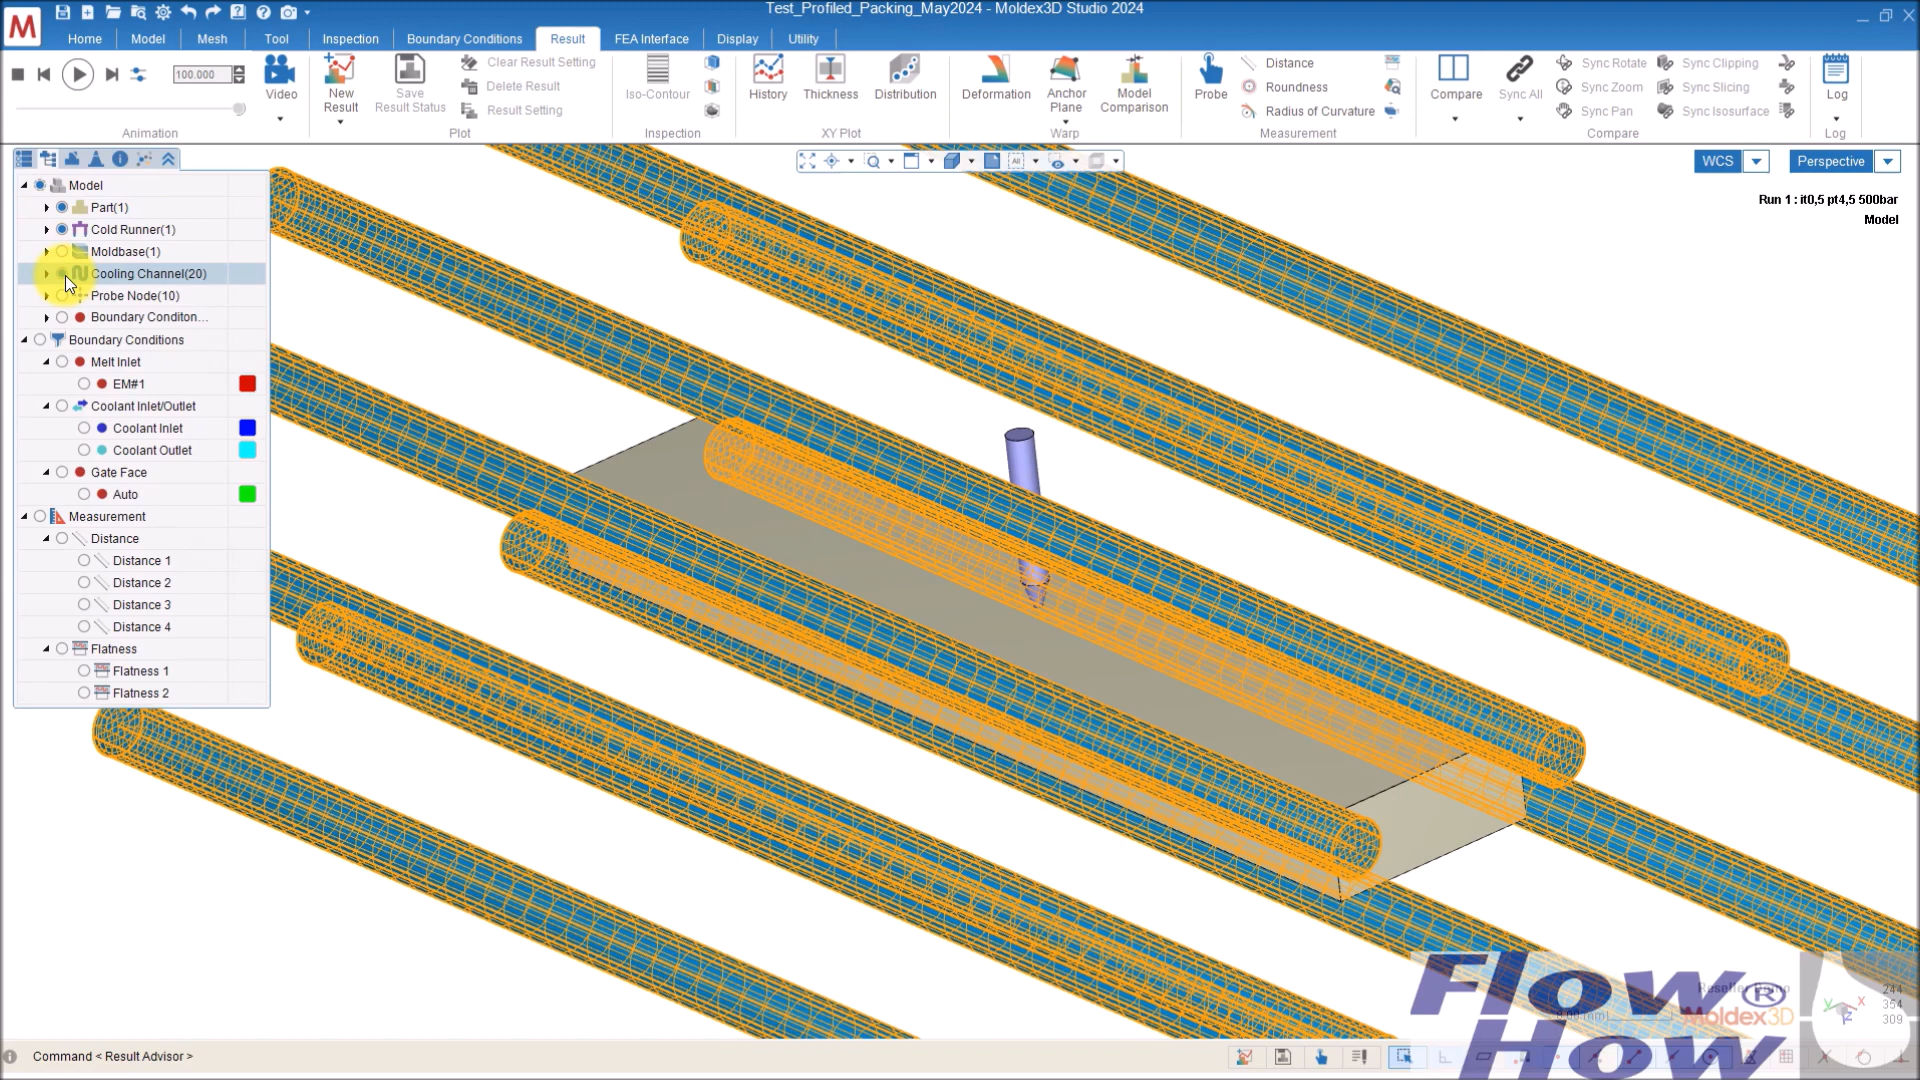 Test_Profiled_Packing_May2024 - Moldex3D Studio 2024
M
Home Model Mesh Tool Inspection Boundary Conditions Result FEA Interface Display Utility
100.000
Video
New Result
Save Result Status
Clear Result Setting
Delete Result
Result Setting
Iso-Contour
History
Thickness
Distribution
Deformation
Anchor Plane
Model Comparison
Probe
Distance
Roundness
Radius of Curvature
Compare
Sync All
Sync Rotate
Sync Zoom
Sync Pan
Sync Clipping
Sync Slicing
Sync Isosurface
Log
Animation Plot Inspection XY Plot Warp Measurement Compare Log
WCS Perspective
Run 1 : it0,5 pt4,5 500bar
Model
Model
Part(1)
Cold Runner(1)
Moldbase(1)
Cooling Channel(20)
Probe Node(10)
Boundary Conditon...
Boundary Conditions
Melt Inlet
EM#1
Coolant Inlet/Outlet
Coolant Inlet
Coolant Outlet
Gate Face
Auto
Measurement
Distance
Distance 1
Distance 2
Distance 3
Distance 4
Flatness
Flatness 1
Flatness 2
Flow®
How
Reseller Demo
Moldex3D
244
354
309
Command < Result Advisor >